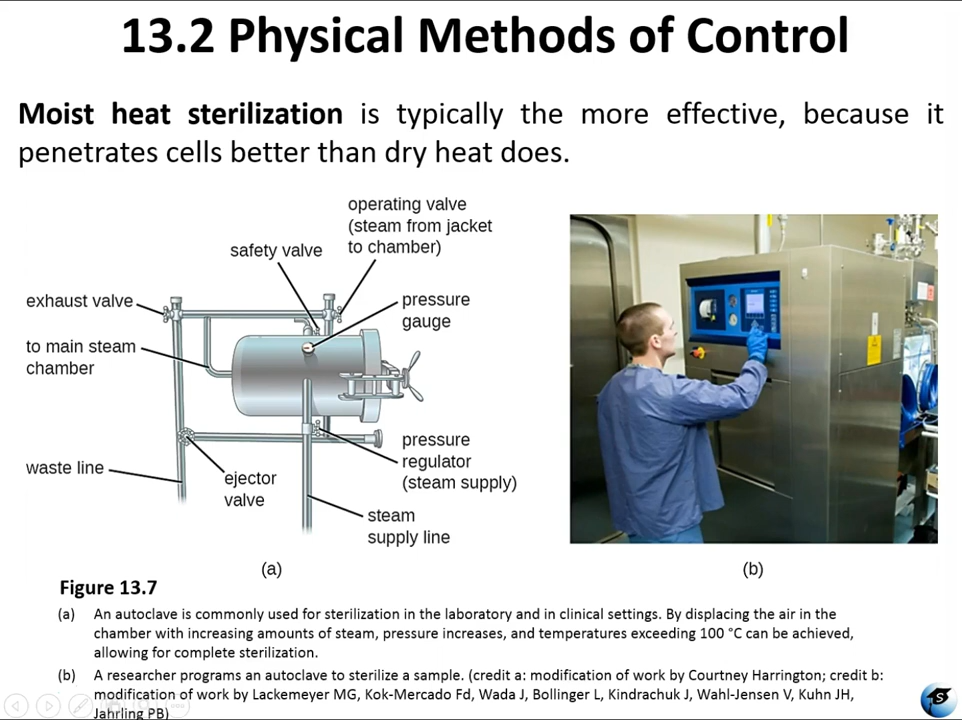 13.2 Physical Methods of Control
Moist heat sterilization is typically the more effective, because it
penetrates cells better than dry heat does.
operating valve
(steam from jacket
to chamber)
safety valve
exhaust valve
pressure
gauge
to main steam
chamber
pressure
regulator
(steam supply)
waste line
ejector
valve
steam
supply line
(a)
(b)
Figure 13.7
(a) An autoclave is commonly used for sterilization in the laboratory and in clinical settings. By displacing the air in the
chamber with increasing amounts of steam, pressure increases, and temperatures exceeding 100 °C can be achieved,
allowing for complete sterilization.
(b) A researcher programs an autoclave to sterilize a sample. (credit a: modification of work by Courtney Harrington; credit b:
modification of work by Lackemeyer MG, Kok-Mercado Fd, Wada J, Bollinger L, Kindrachuk J, Wahl-Jensen V, Kuhn JH,
Jahrling PB)
S